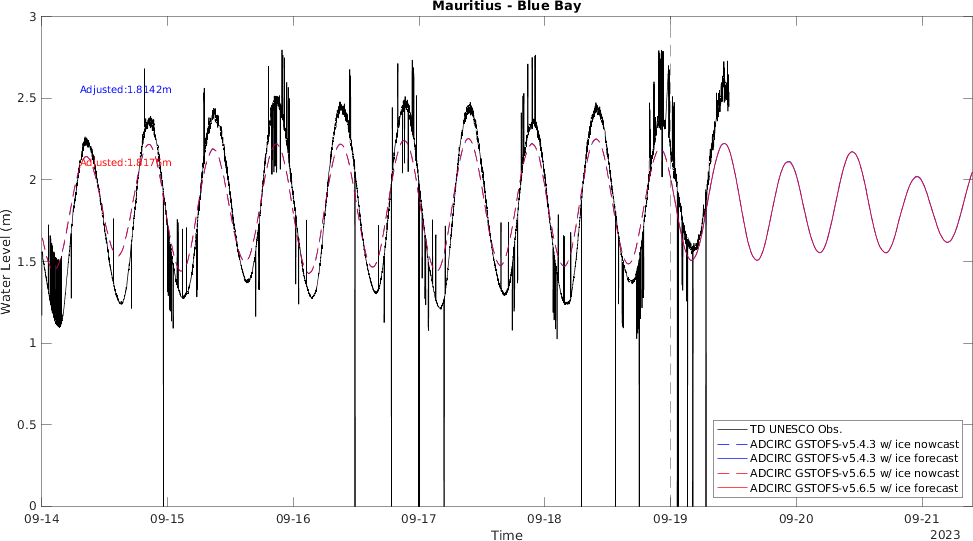 Mauritius - Blue Bay
3
2.5
2
1.5
1
0.5
0
Water Level (m)
Adjusted:1.8142m
Adjusted:1.8176m
TD UNESCO Obs.
ADCIRC GSTOFS-v5.4.3 w/ ice nowcast
ADCIRC GSTOFS-v5.4.3 w/ ice forecast
ADCIRC GSTOFS-v5.6.5 w/ ice nowcast
ADCIRC GSTOFS-v5.6.5 w/ ice forecast
09-14 09-15 09-16 09-17 09-18 09-19 09-20 09-21
Time
2023